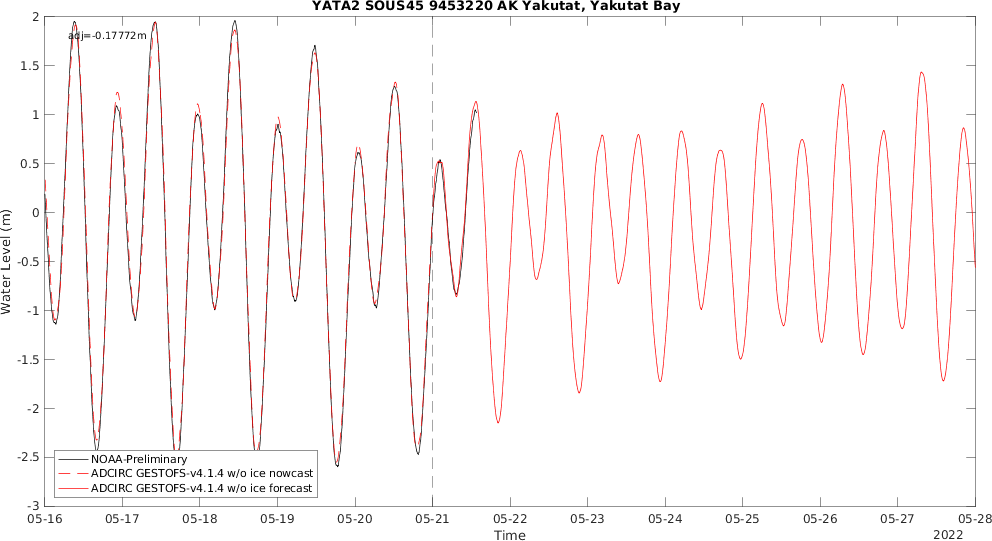 YATA2 SOUS45 9453220 AK Yakutat, Yakutat Bay
adj=-0.17772m
2
1.5
1
0.5
0
-0.5
-1
-1.5
-2
-2.5
-3
Water Level (m)
NOAA-Preliminary
ADCIRC GESTOFS-v4.1.4 w/o ice nowcast
ADCIRC GESTOFS-v4.1.4 w/o ice forecast
05-16 05-17 05-18 05-19 05-20 05-21 05-22 05-23 05-24 05-25 05-26 05-27 05-28
Time
2022